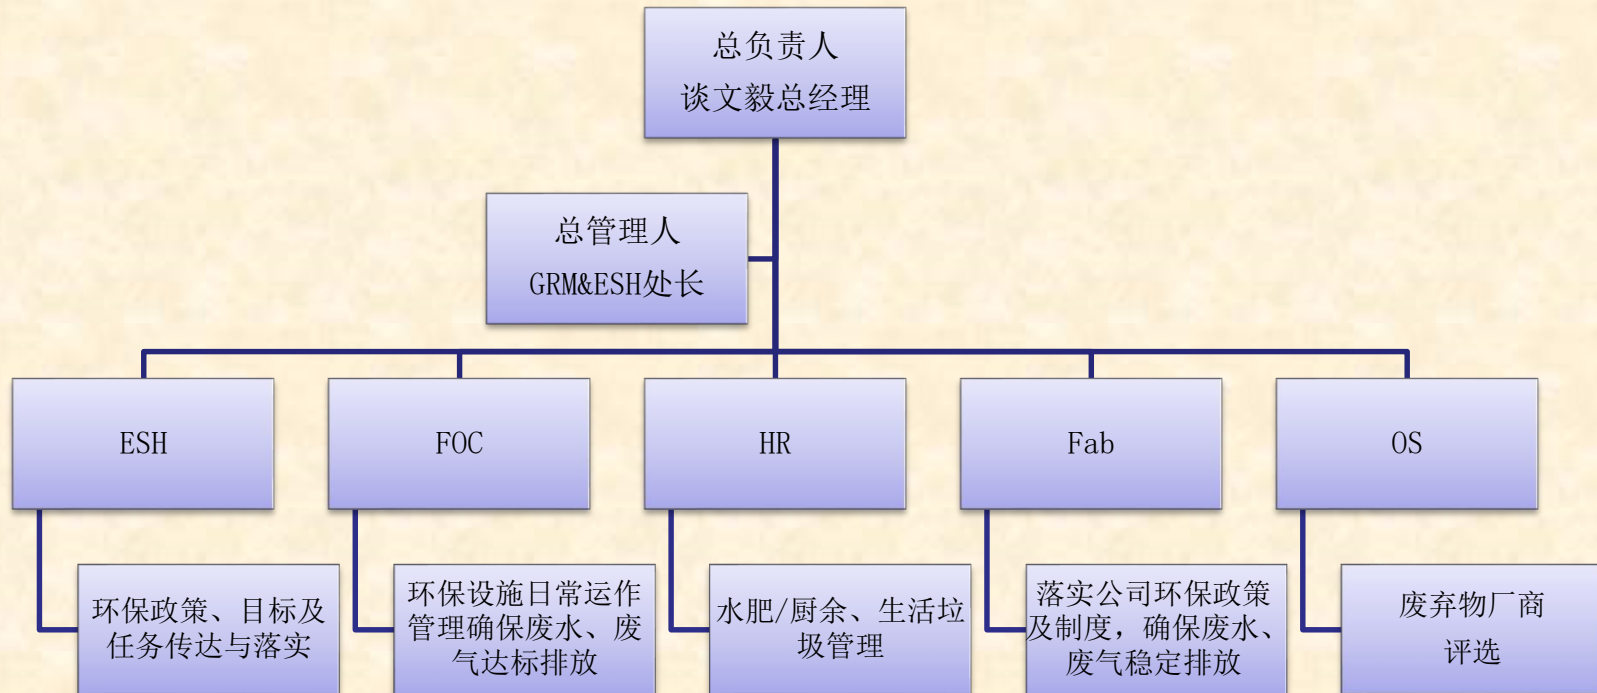 总负责人
谈文毅总经理
总管理人
GRM&ESH处长
ESH
FOC
HR
Fab
OS
环保政策、目标及
任务传达与落实
环保设施日常运作
管理确保废水、废
气达标排放
水肥/厨余、生活垃
圾管理
落实公司环保政策
及制度，确保废水、
废气稳定排放
废弃物厂商
评选